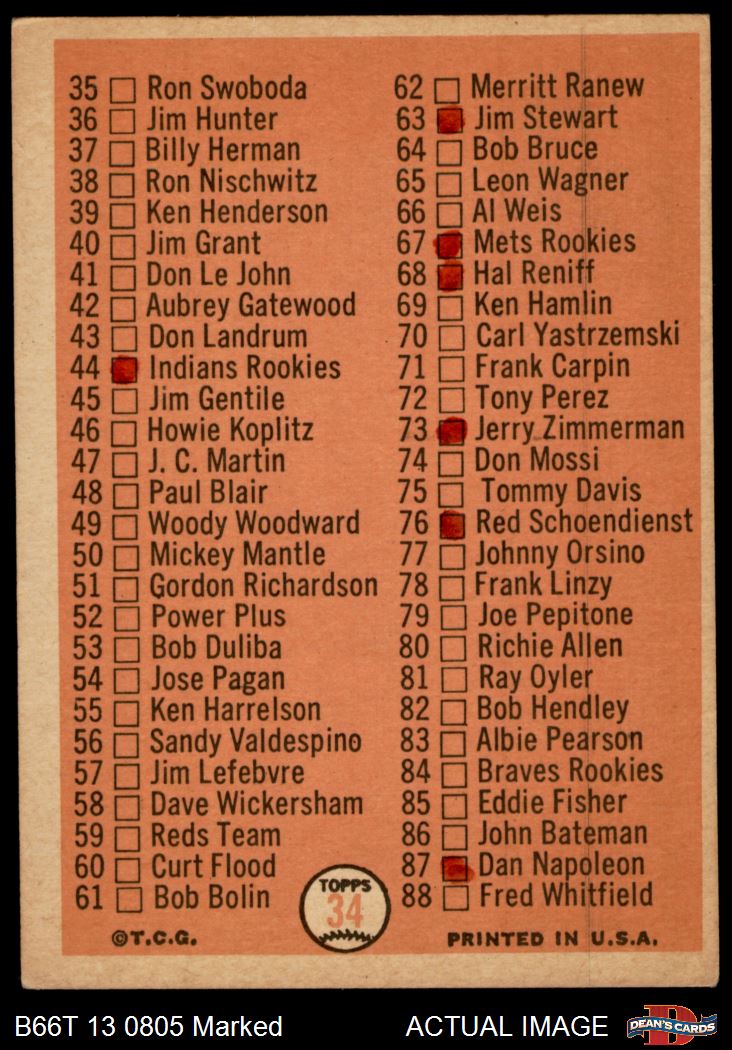 35 Ron Swoboda
36 Jim Hunter
37 Billy Herman
38 Ron Nischwitz
39 Ken Henderson
40 Jim Grant
41 Don Le John
42 Aubrey Gatewood
43 Don Landrum
44 Indians Rookies
45 Jim Gentile
46 Howie Koplitz
47 J. C. Martin
48 Paul Blair
49 Woody Woodward
50 Mickey Mantle
51 Gordon Richardson
52 Power Plus
53 Bob Duliba
54 Jose Pagan
55 Ken Harrelson
56 Sandy Valdespino
57 Jim Lefebvre
58 Dave Wickersham
59 Reds Team
60 Curt Flood
61 Bob Bolin
62 Merritt Ranew
63 Jim Stewart
64 Bob Bruce
65 Leon Wagner
66 Al Weis
67 Mets Rookies
68 Hal Reniff
69 Ken Hamlin
70 Carl Yastrzemski
71 Frank Carpin
72 Tony Perez
73 Jerry Zimmerman
74 Don Mossi
75 Tommy Davis
76 Red Schoendienst
77 Johnny Orsino
78 Frank Linzy
79 Joe Pepitone
80 Richie Allen
81 Ray Oyler
82 Bob Hendley
83 Albie Pearson
84 Braves Rookies
85 Eddie Fisher
86 John Bateman
87 Dan Napoleon
88 Fred Whitfield
TOPPS
34
©T.C.G.
PRINTED IN U.S.A.
B66T 13 0805 Marked
ACTUAL IMAGE
DEAN'S CARDS